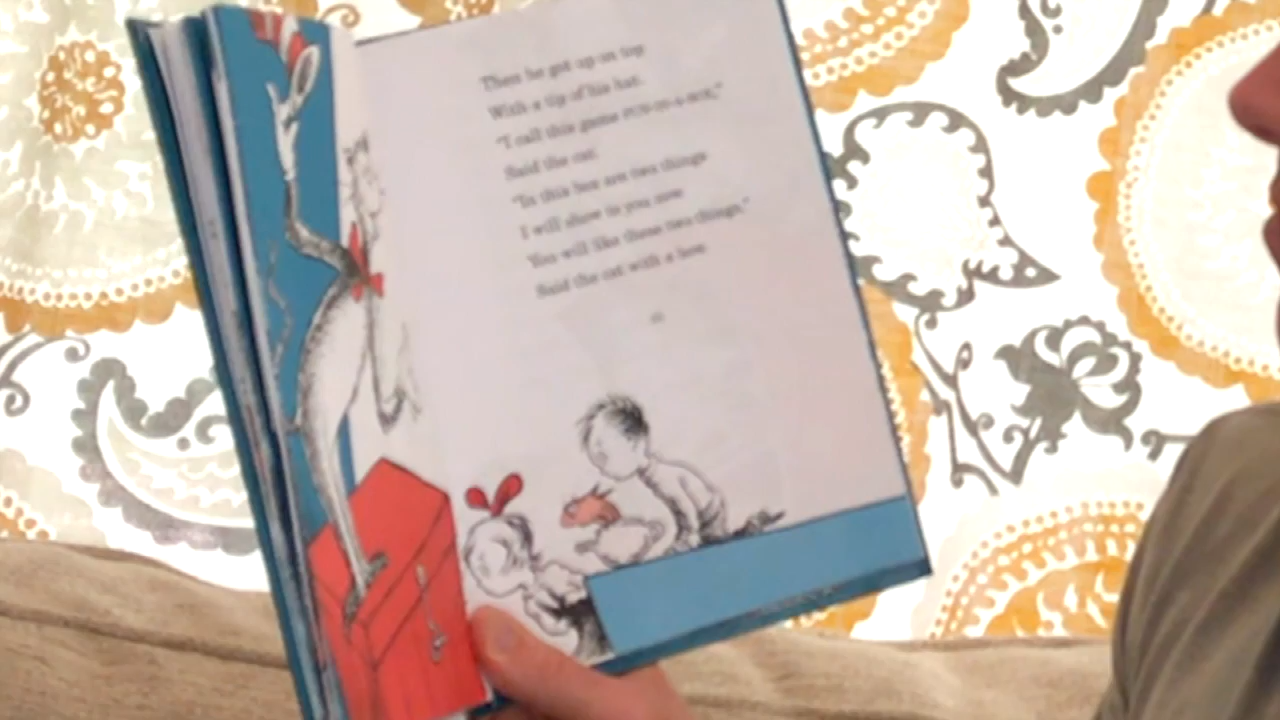 Then he got up on top
With a tip of his hat.
"I call this game FUN-IN-A-BOX,"
Said the cat.
"In this box are two things
I will show to you now.
You will like these two things,"
Said the cat with a bow.